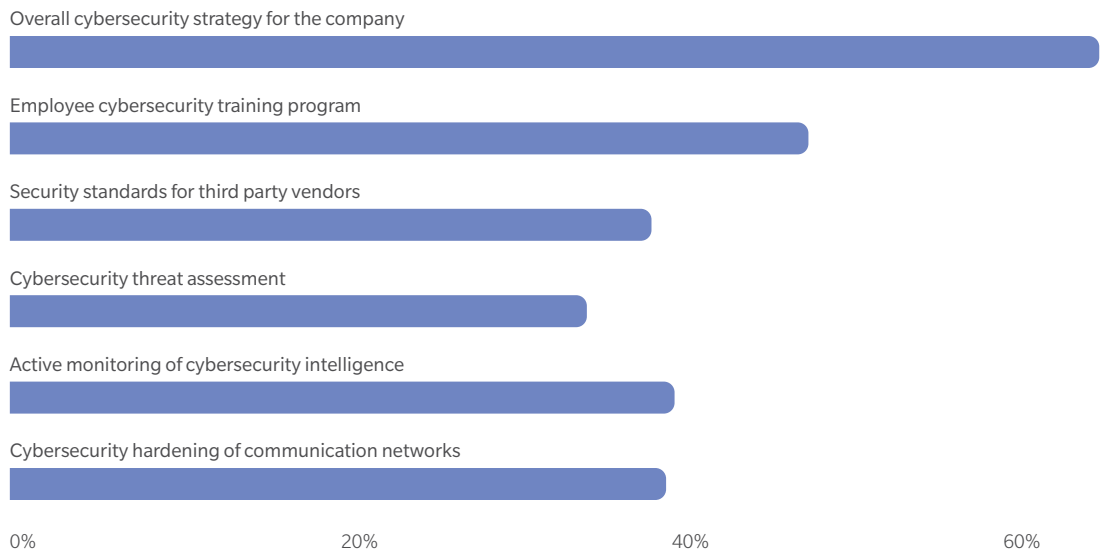 Overall cybersecurity strategy for the company
Employee cybersecurity training program
Security standards for third party vendors
Cybersecurity threat assessment
Active monitoring of cybersecurity intelligence
Cybersecurity hardening of communication networks
0% 20% 40% 60%